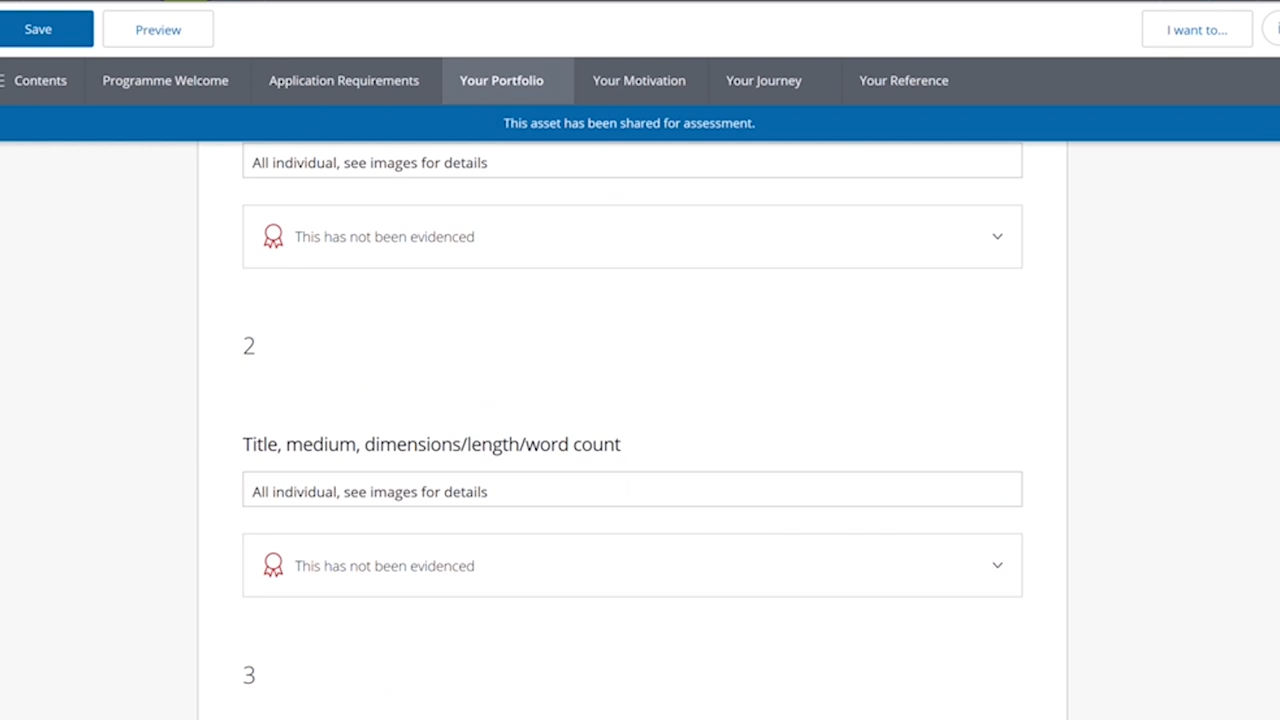 Save
Preview
I want to...
Contents
Programme Welcome
Application Requirements
Your Portfolio
Your Motivation
Your Journey
Your Reference
This asset has been shared for assessment.
All individual, see images for details
This has not been evidenced
2
Title, medium, dimensions/length/word count
All individual, see images for details
This has not been evidenced
3